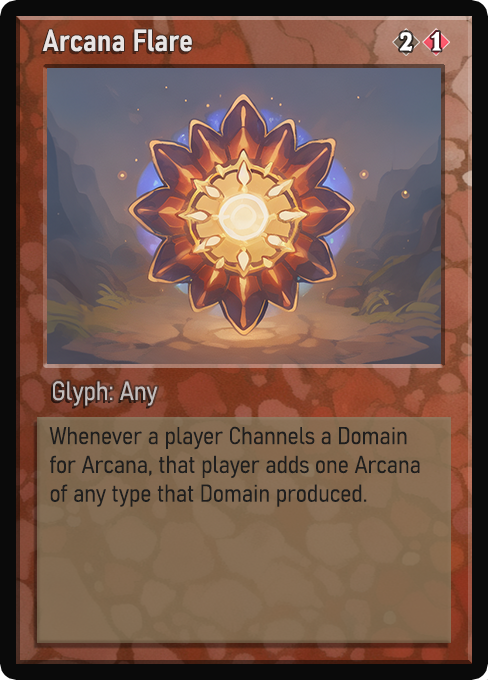 Arcana Flare 2 1
Glyph: Any
Whenever a player Channels a Domain
for Arcana, that player adds one Arcana
of any type that Domain produced.